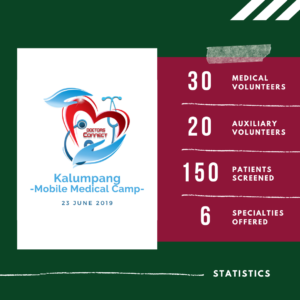 DOCTORS
CONNECT
Kalumpang
-Mobile Medical Camp-
23 JUNE 2019
30 MEDICAL
VOLUNTEERS
20 AUXILIARY
VOLUNTEERS
150 PATIENTS
SCREENED
6 SPECIALTIES
OFFERED
STATISTICS